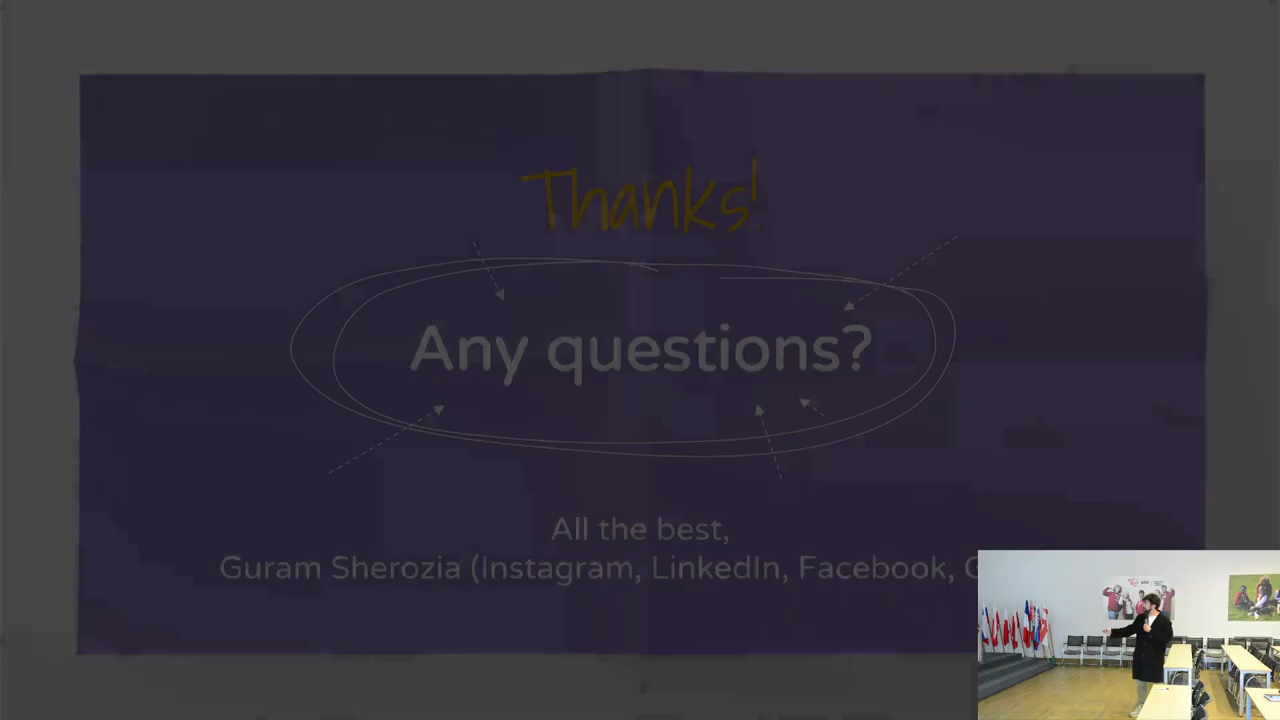 Thanks!
Any questions?
All the best,
Guram Sherozia (Instagram, LinkedIn, Facebook,